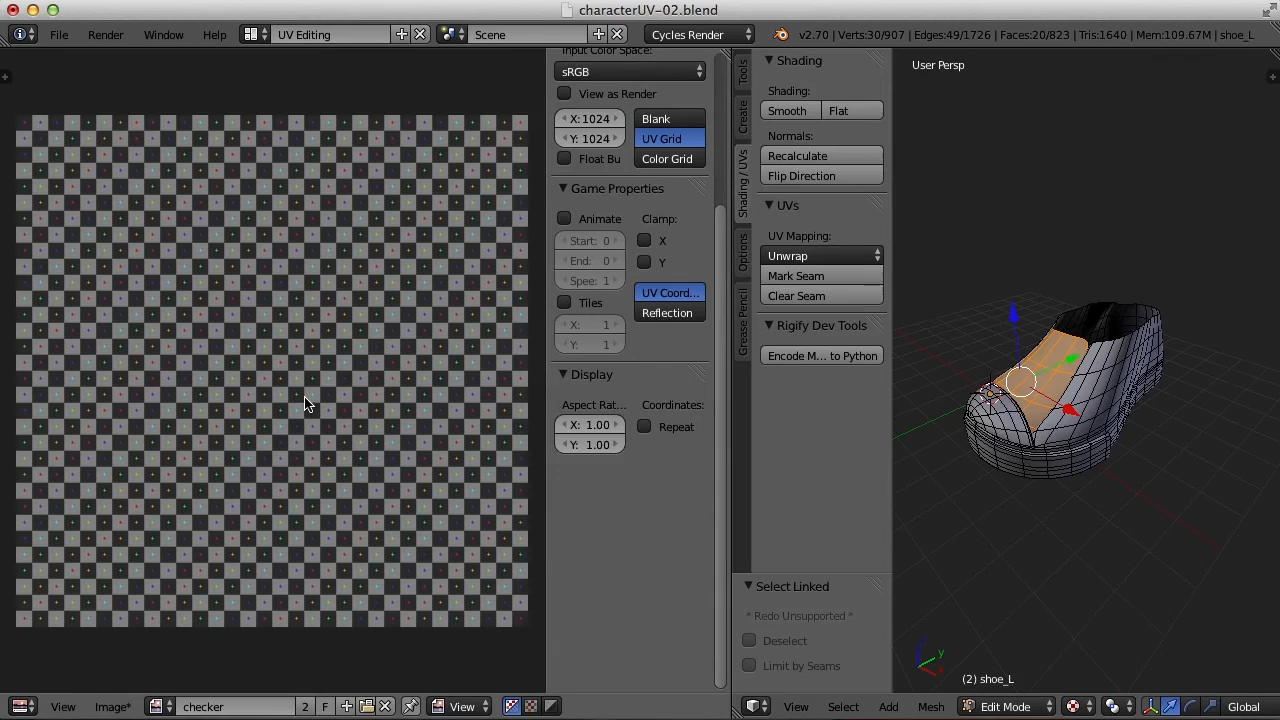 characterUV-02.blend
File Render Window Help UV Editing Scene Cycles Render v2.70 | Verts:30/907 | Edges:49/1726 | Faces:20/823 | Tris:1640 | Mem:109.67M | shoe_L
Input Color Space:
sRGB
View as Render
X: 1024 Blank
Y: 1024 UV Grid
Float Bu Color Grid
Game Properties
Animate Clamp:
Start: 0 X
End: 0 Y
Spee: 1
UV Coord...
Tiles Reflection
X: 1
Y: 1
Display
Aspect Rat... Coordinates:
X: 1.00 Repeat
Y: 1.00
Tools
Create
Shading / UVs
Options
Grease Pencil
Shading
Shading:
Smooth Flat
Normals:
Recalculate
Flip Direction
UVs
UV Mapping:
Unwrap
Mark Seam
Clear Seam
Rigify Dev Tools
Encode M... to Python
Select Linked
* Redo Unsupported *
Deselect
Limit by Seams
User Persp
y
(2) shoe_L
View Image* checker 2 F View
View Select Add Mesh Edit Mode Global